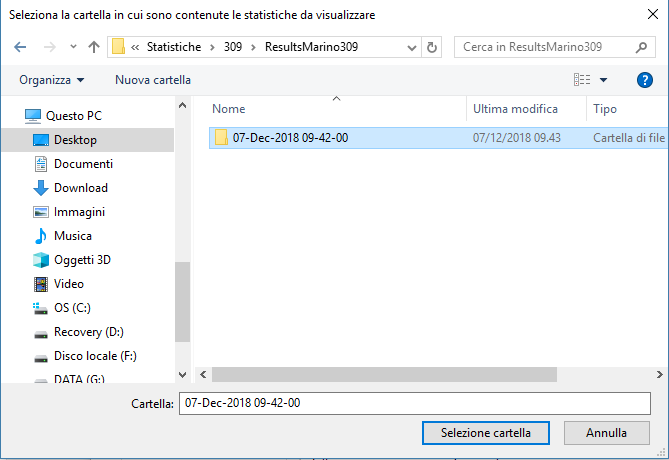 Seleziona la cartella in cui sono contenute le statistiche da visualizzare
« Statistiche > 309 > ResultsMarino309
Cerca in ResultsMarino309
Organizza Nuova cartella
Questo PC
Desktop
Documenti
Download
Immagini
Musica
Oggetti 3D
Video
OS (C:)
Recovery (D:)
Disco locale (F:)
DATA (G:)
Nome Ultima modifica Tipo
07-Dec-2018 09-42-00 07/12/2018 09.43 Cartella di file
Cartella: 07-Dec-2018 09-42-00
Selezione cartella Annulla